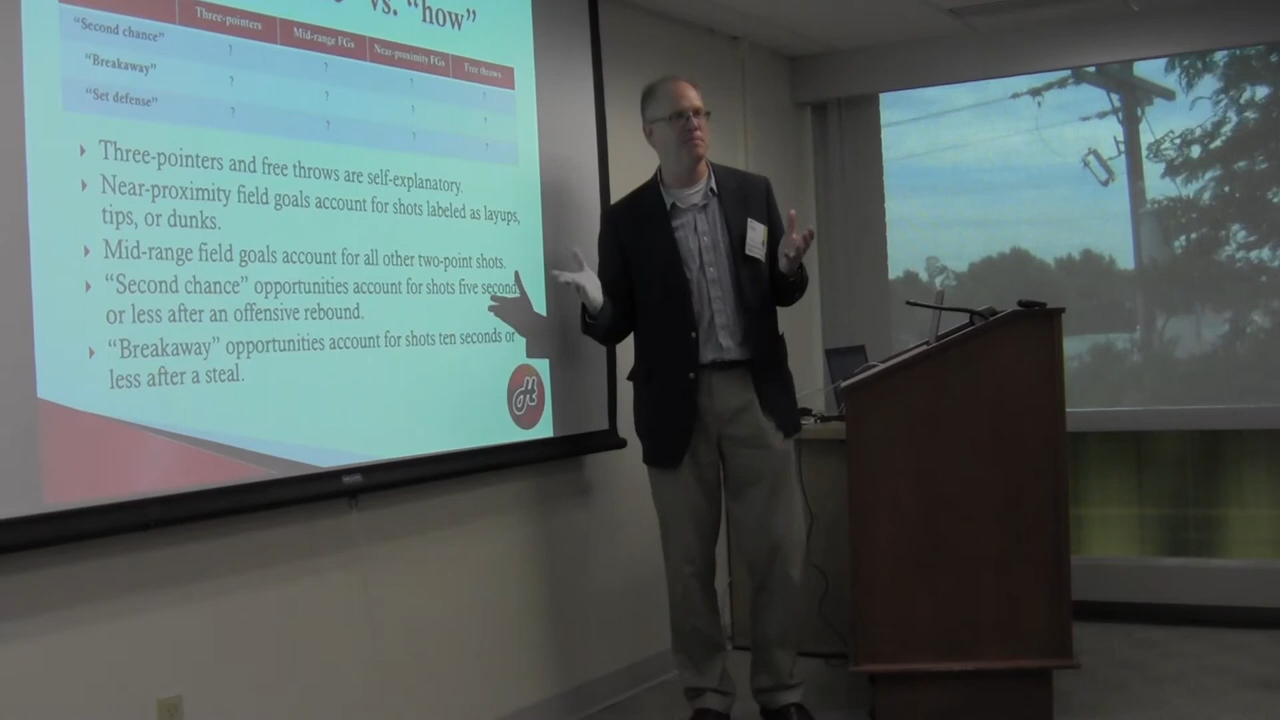 vs. “how”
Three-pointers Mid-range FGs Near-proximity FGs Free throws
“Second chance” ? ? ? ?
“Breakaway” ? ? ? ?
“Set defense” ? ? ? ?
Three-pointers and free throws are self-explanatory.
Near-proximity field goals account for shots labeled as layups,
tips, or dunks.
Mid-range field goals account for all other two-point shots.
“Second chance” opportunities account for shots five second
or less after an offensive rebound.
“Breakaway” opportunities account for shots ten seconds or
less after a steal.